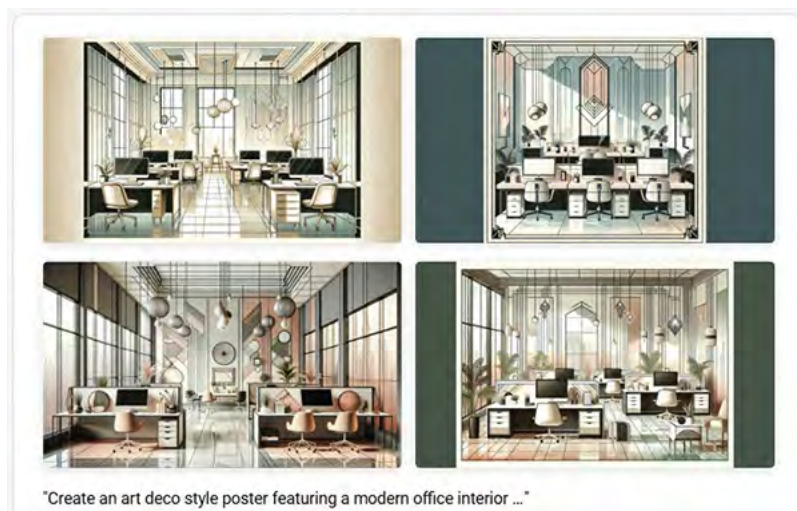 "Create an art deco style poster featuring a modern office interior ..."